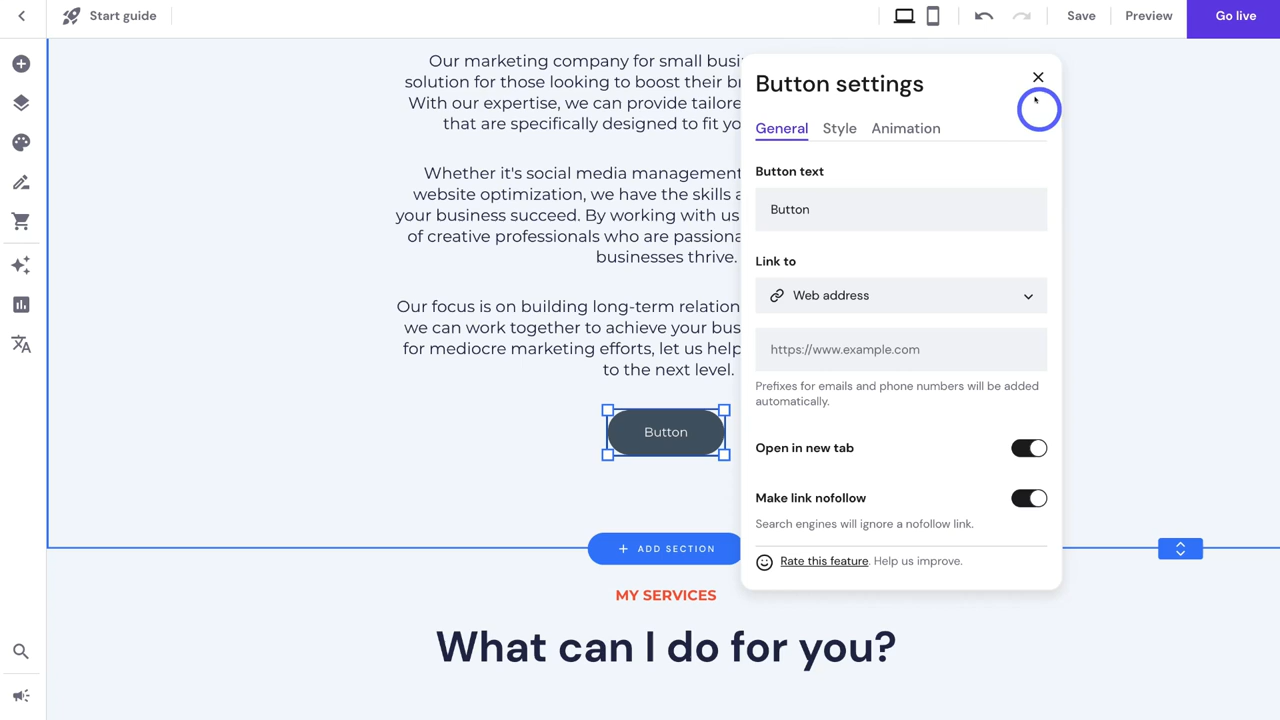 Start guide
Save
Preview
Go live
Our marketing company for small busi
solution for those looking to boost their br
With our expertise, we can provide tailore
that are specifically designed to fit yo
Whether it's social media management
website optimization, we have the skills a
your business succeed. By working with us
of creative professionals who are passiona
businesses thrive.
Our focus is on building long-term relation
we can work together to achieve your bus
for mediocre marketing efforts, let us help
to the next level.
Button
ADD SECTION
MY SERVICES
What can I do for you?
Button settings
General Style Animation
Button text
Button
Link to
Web address
https://www.example.com
Prefixes for emails and phone numbers will be added
automatically.
Open in new tab
Make link nofollow
Search engines will ignore a nofollow link.
Rate this feature. Help us improve.